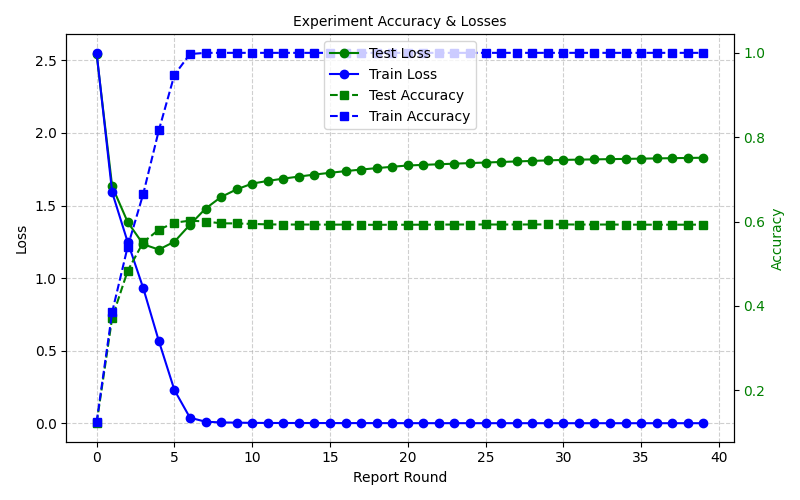 Experiment Accuracy & Losses
Test Loss
Train Loss
Test Accuracy
Train Accuracy
Loss
2.5
2.0
1.5
1.0
0.5
0.0
Accuracy
1.0
0.8
0.6
0.4
0.2
0 5 10 15 20 25 30 35 40
Report Round